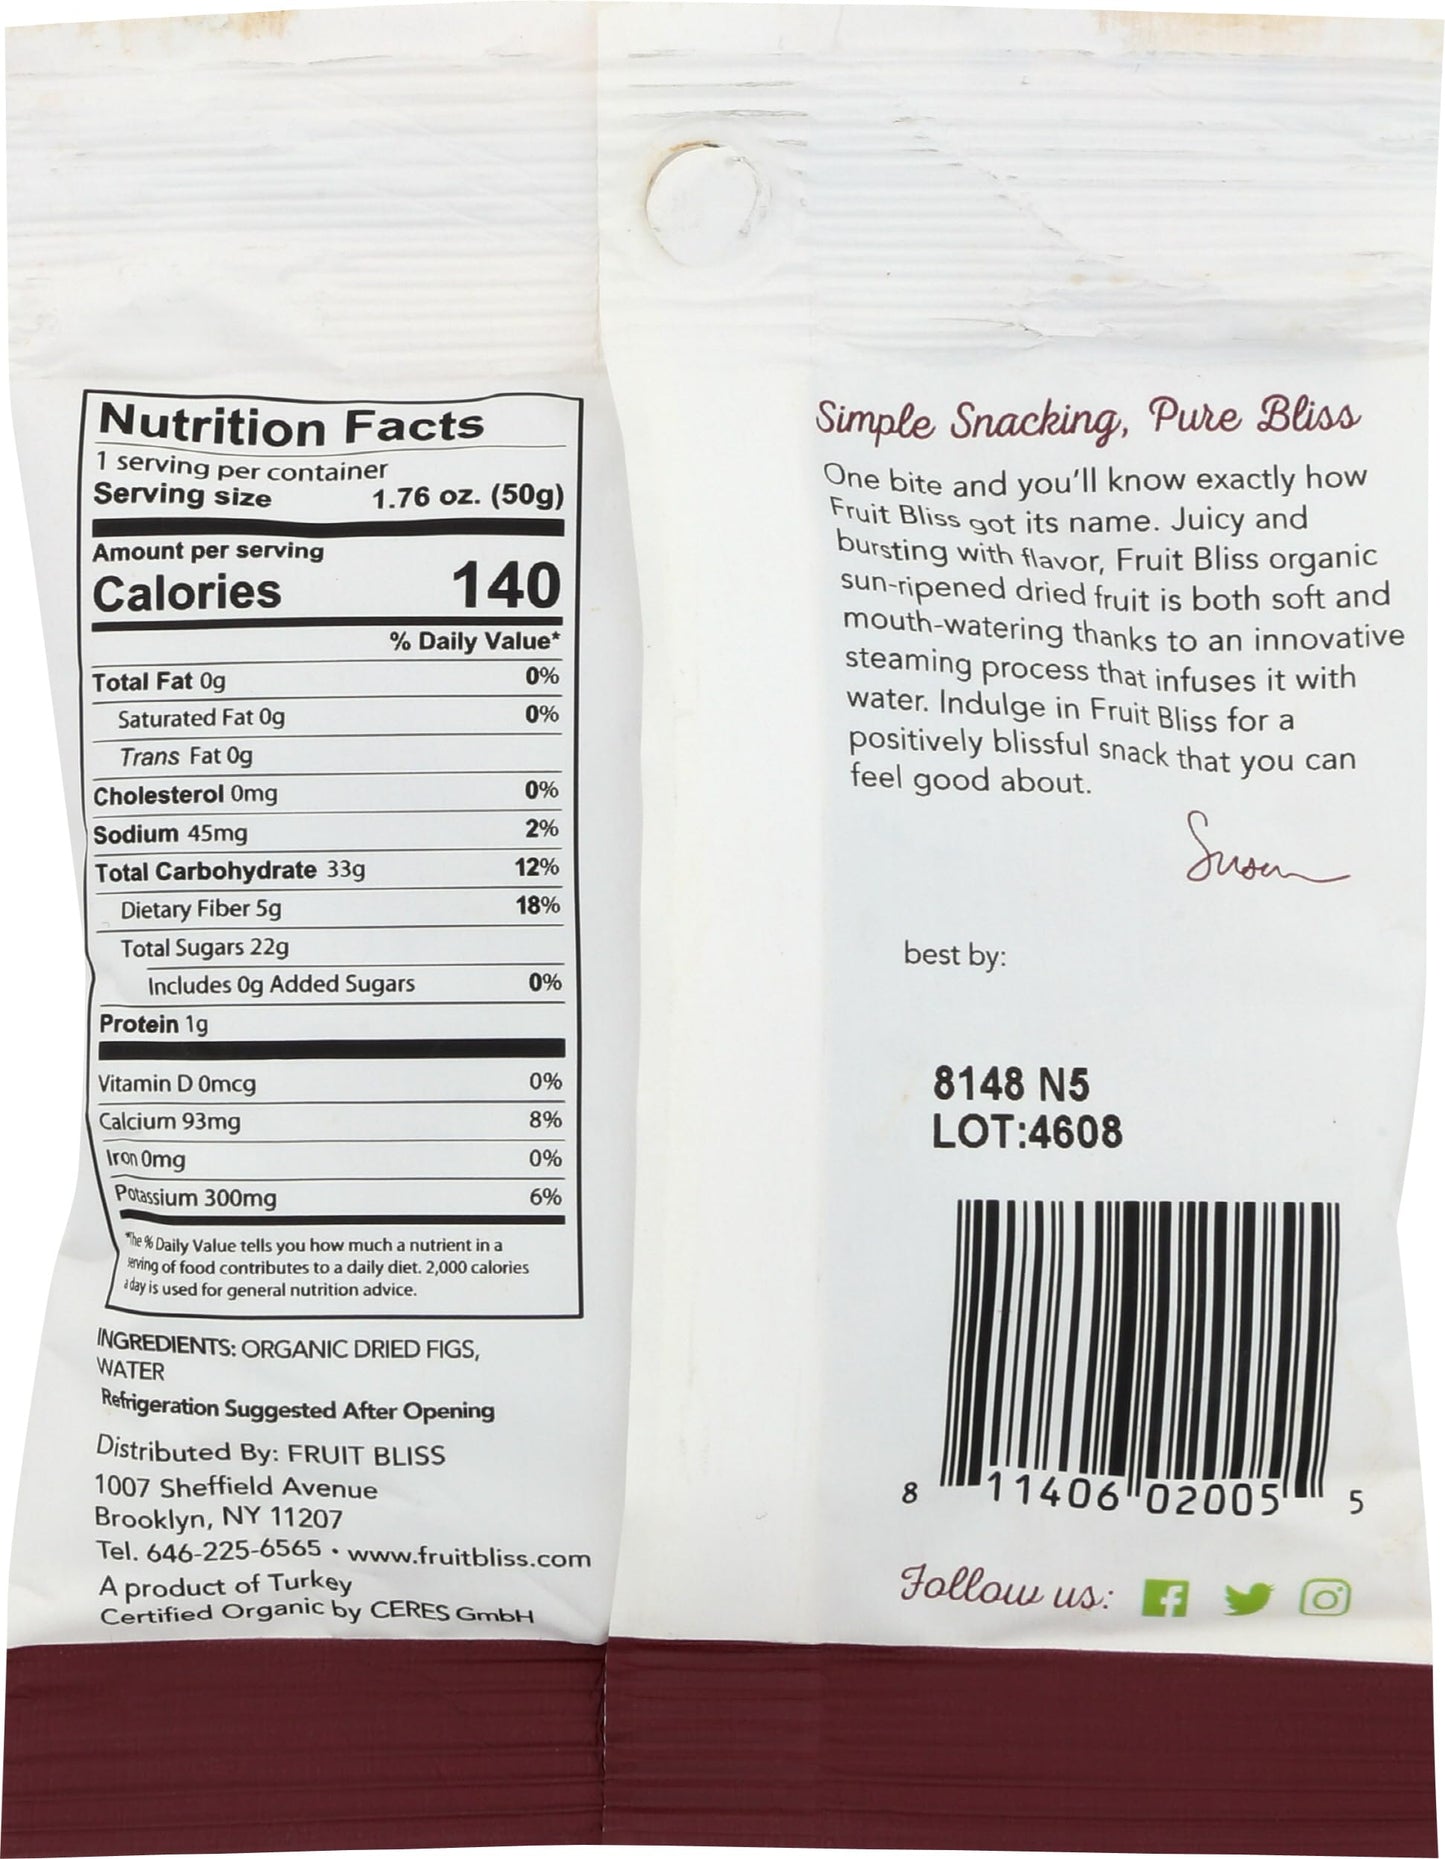 Nutrition Facts
1 serving per container
Serving size 1.76 oz. (50g)
Amount per serving
Calories 140
% Daily Value*
Total Fat 0g 0%
Saturated Fat 0g 0%
Trans Fat 0g
Cholesterol 0mg 0%
Sodium 45mg 2%
Total Carbohydrate 33g 12%
Dietary Fiber 5g 18%
Total Sugars 22g
Includes 0g Added Sugars 0%
Protein 1g
Vitamin D 0mcg 0%
Calcium 93mg 8%
Iron 0mg 0%
Potassium 300mg 6%
*The % Daily Value tells you how much a nutrient in a
serving of food contributes to a daily diet. 2,000 calories
a day is used for general nutrition advice.
INGREDIENTS: ORGANIC DRIED FIGS,
WATER
Refrigeration Suggested After Opening
Distributed By: FRUIT BLISS
1007 Sheffield Avenue
Brooklyn, NY 11207
Tel. 646-225-6565 • www.fruitbliss.com
A product of Turkey
Certified Organic by CERES GmbH
Simple Snacking, Pure Bliss
One bite and you'll know exactly how
Fruit Bliss got its name. Juicy and
bursting with flavor, Fruit Bliss organic
sun-ripened dried fruit is both soft and
mouth-watering thanks to an innovative
steaming process that infuses it with
water. Indulge in Fruit Bliss for a
positively blissful snack that you can
feel good about.
Susan
best by:
8148 N5
LOT:4608
8 11406 02005 5
Follow us: